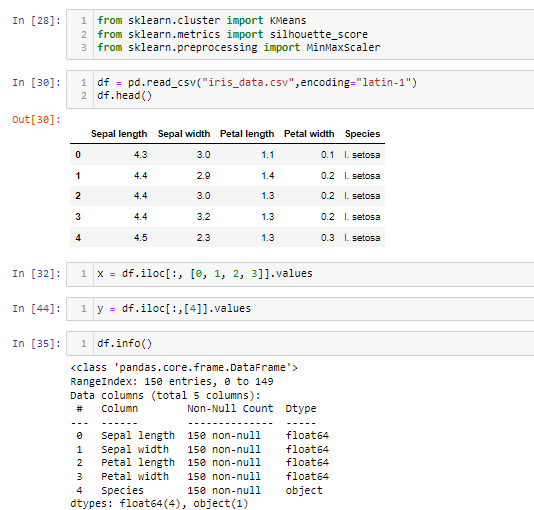 In [28]: 1 from sklearn.cluster import KMeans
2 from sklearn.metrics import silhouette_score
3 from sklearn.preprocessing import MinMaxScaler
In [30]: 1 df = pd.read_csv("iris_data.csv",encoding="latin-1")
2 df.head()
Out[30]:
Sepal length Sepal width Petal length Petal width Species
0 4.3 3.0 1.1 0.1 I. setosa
1 4.4 2.9 1.4 0.2 I. setosa
2 4.4 3.0 1.3 0.2 I. setosa
3 4.4 3.2 1.3 0.2 I. setosa
4 4.5 2.3 1.3 0.3 I. setosa
In [32]: 1 x = df.iloc[:, [0, 1, 2, 3]].values
In [44]: 1 y = df.iloc[:,[4]].values
In [35]: 1 df.info()
<class 'pandas.core.frame.DataFrame'>
RangeIndex: 150 entries, 0 to 149
Data columns (total 5 columns):
# Column Non-Null Count Dtype
--- ------ -------------- -----
0 Sepal length 150 non-null float64
1 Sepal width 150 non-null float64
2 Petal length 150 non-null float64
3 Petal width 150 non-null float64
4 Species 150 non-null object
dtypes: float64(4), object(1)